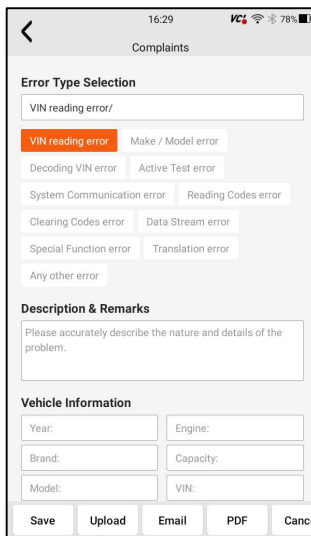 16:29 VCI 78%
Complaints
Error Type Selection
VIN reading error/
VIN reading error Make / Model error
Decoding VIN error Active Test error
System Communication error Reading Codes error
Clearing Codes error Data Stream error
Special Function error Translation error
Any other error
Description & Remarks
Please accurately describe the nature and details of the
problem.
Vehicle Information
Year: Engine:
Brand: Capacity:
Model: VIN:
Save Upload Email PDF Canc